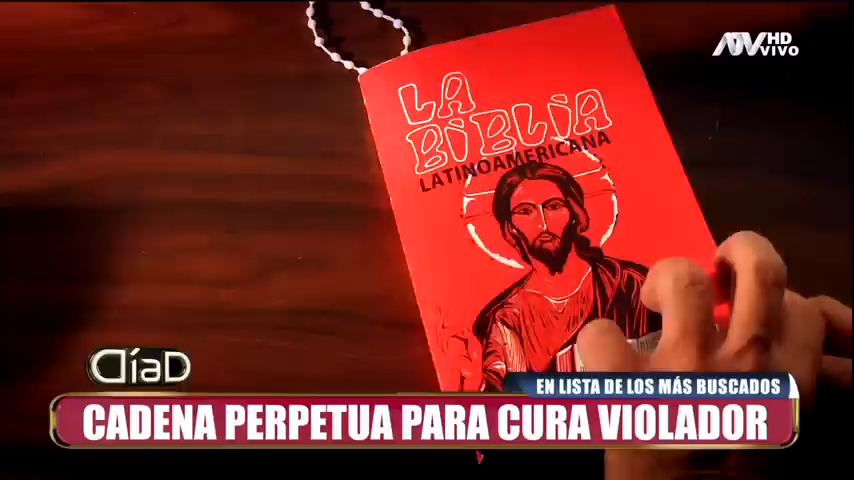 ATV HD
VIVO
LA
BIBLIA
LATINOAMERICANA
DíaD
EN LISTA DE LOS MÁS BUSCADOS
CADENA PERPETUA PARA CURA VIOLADOR